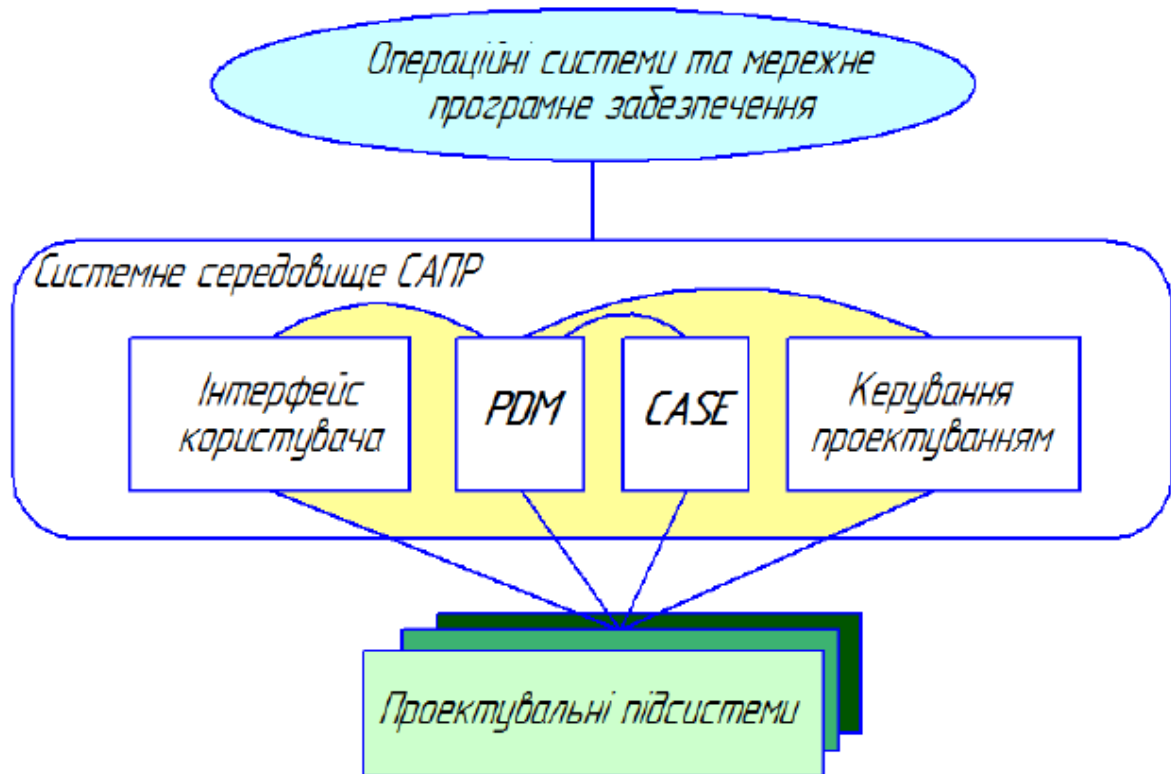 Операційні системи та мережне
програмне забезпечення
Системне середовище САПР
Інтерфейс
користувача
PDM
CASE
Керування
проектуванням
Проектувальні підсистеми